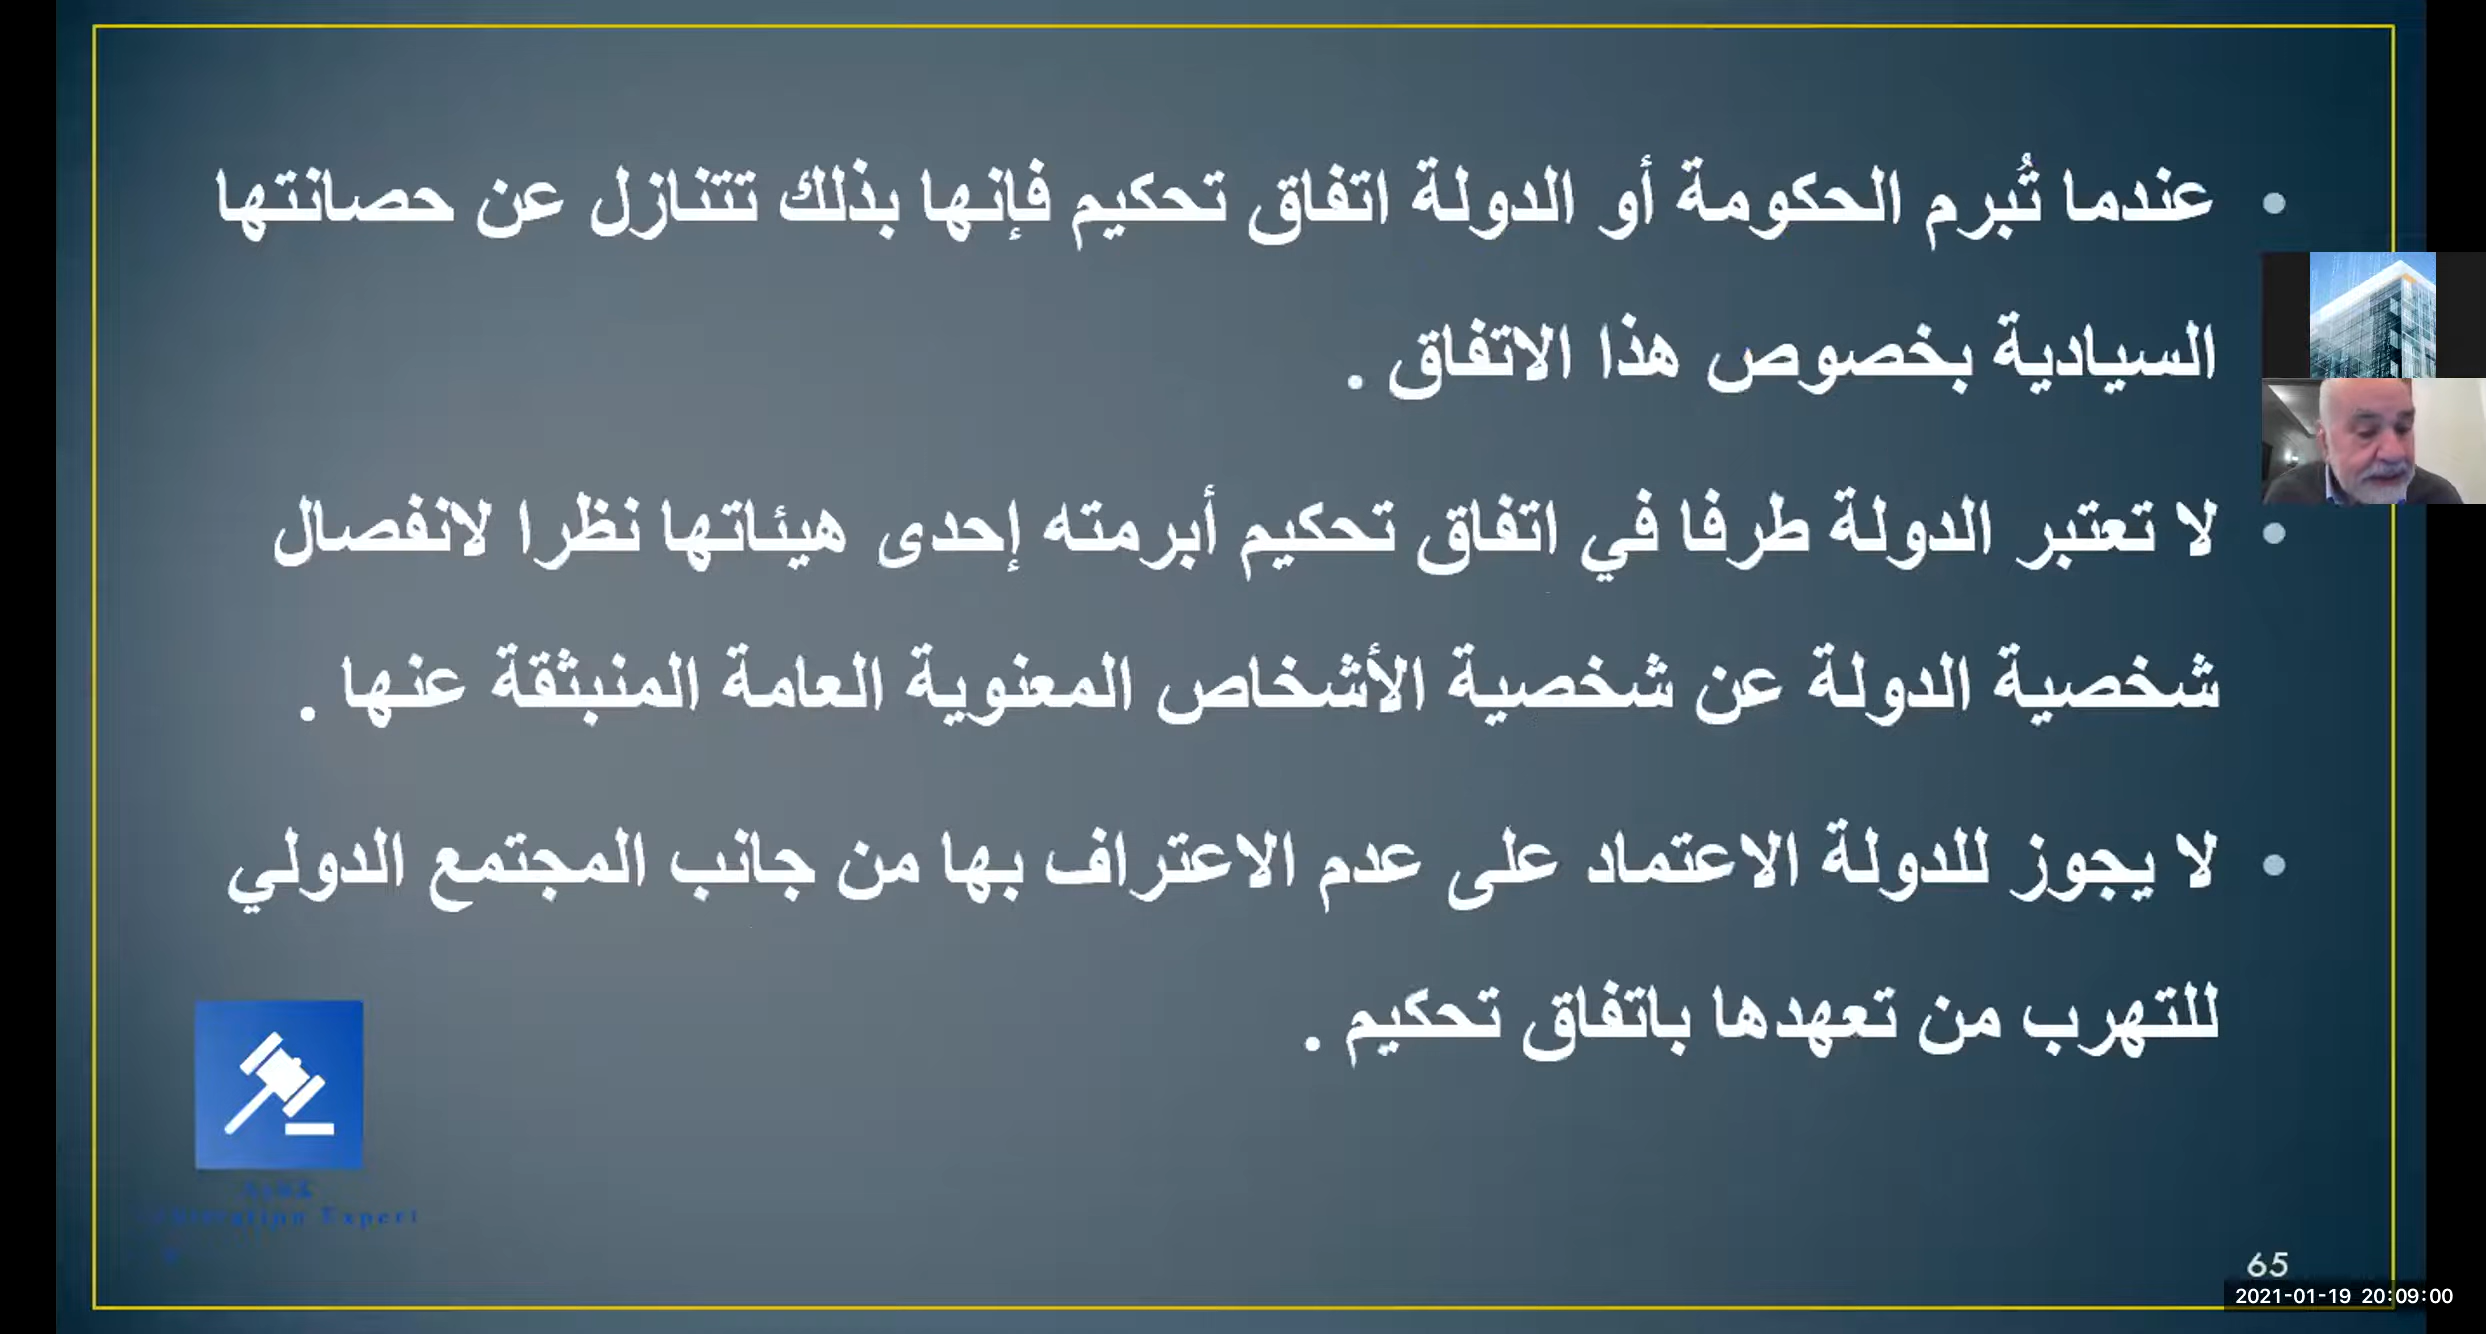 • عندما تُبرم الحكومة أو الدولة اتفاق تحكيم فإنها بذلك تتنازل عن حصانتها
السيادية بخصوص هذا الاتفاق .
• لا تعتبر الدولة طرفا في اتفاق تحكيم أبرمته إحدى هيئاتها نظرا لانفصال
شخصية الدولة عن شخصية الأشخاص المعنوية العامة المنبثقة عنها .
• لا يجوز للدولة الاعتماد على عدم الاعتراف بها من جانب المجتمع الدولي
للتهرب من تعهدها باتفاق تحكيم .
Expert
65
2021-01-19 20:09:00